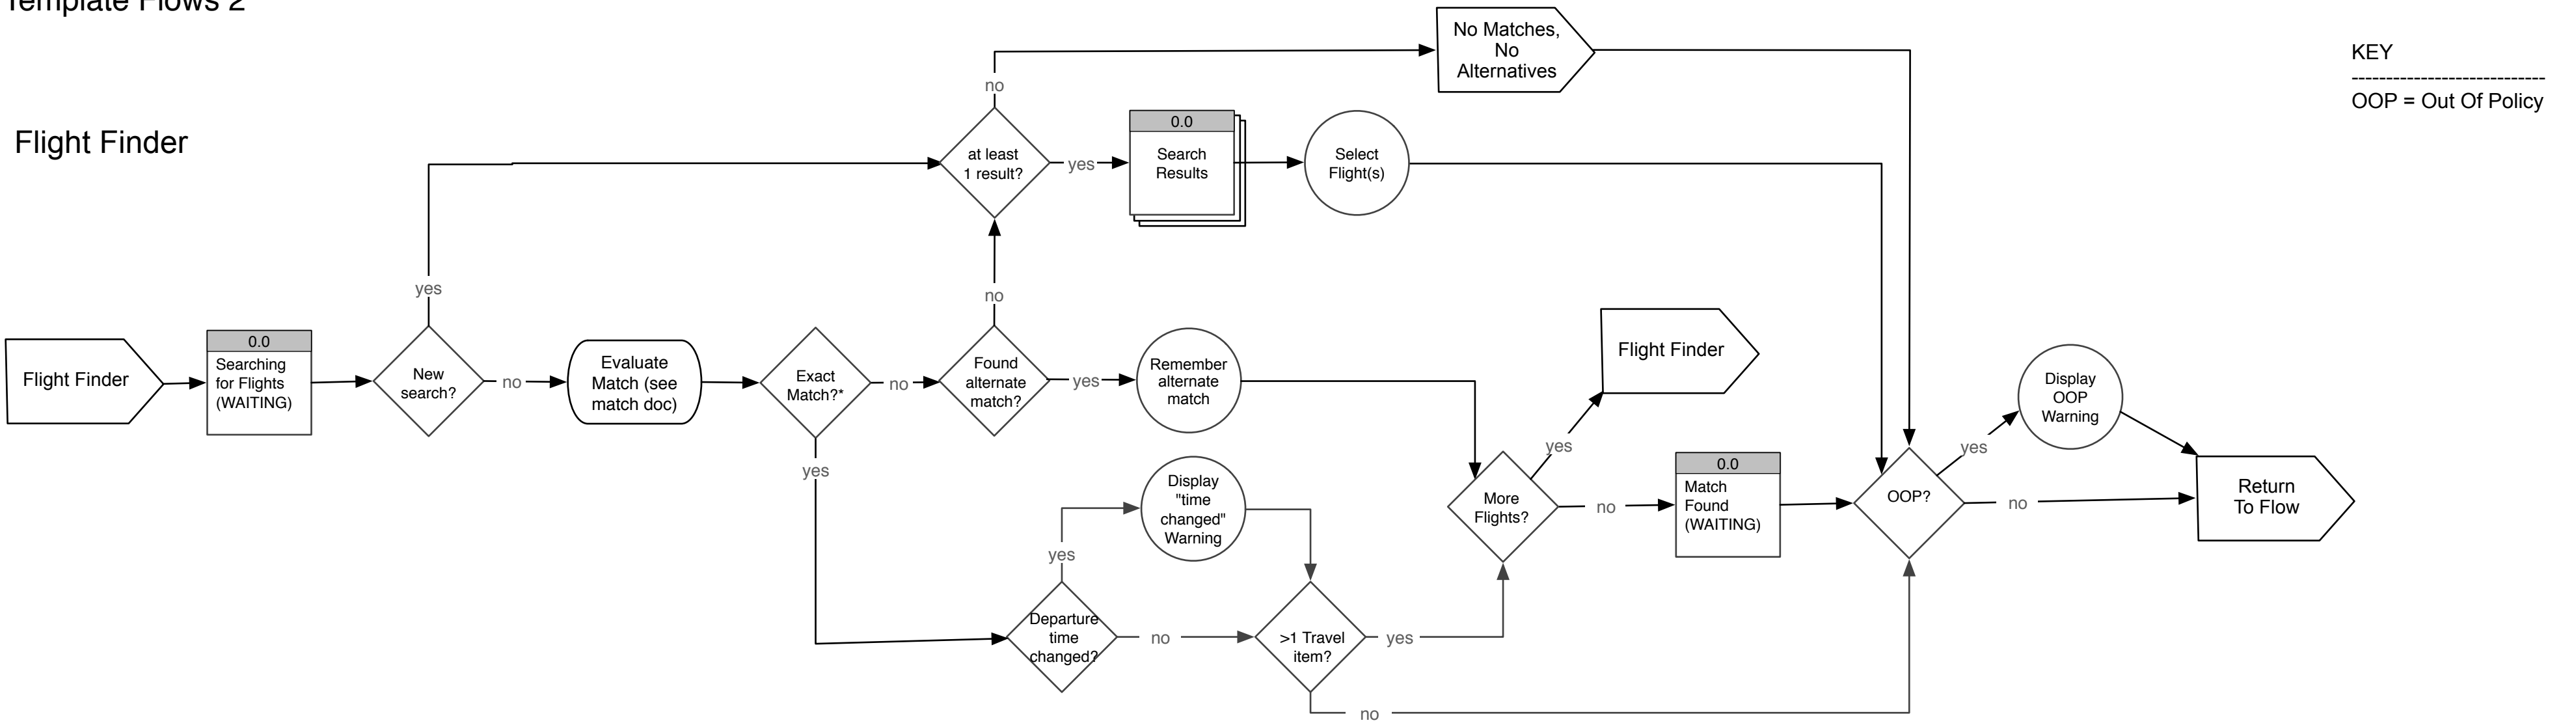 Template Flows 2
No Matches,
No
Alternatives
KEY
----------------------------
OOP = Out Of Policy
Flight Finder
no
at least
1 result?
yes
0.0
Search
Results
Select
Flight(s)
yes
no
Flight Finder
0.0
Searching
for Flights
(WAITING)
New
search?
no
Evaluate
Match (see
match doc)
Exact
Match?*
no
Found
alternate
match?
yes
Remember
alternate
match
Flight Finder
yes
yes
Display
"time
changed"
Warning
yes
Departure
time
changed?
no
>1 Travel
item?
yes
no
More
Flights?
no
0.0
Match
Found
(WAITING)
OOP?
yes
Display
OOP
Warning
no
Return
To Flow